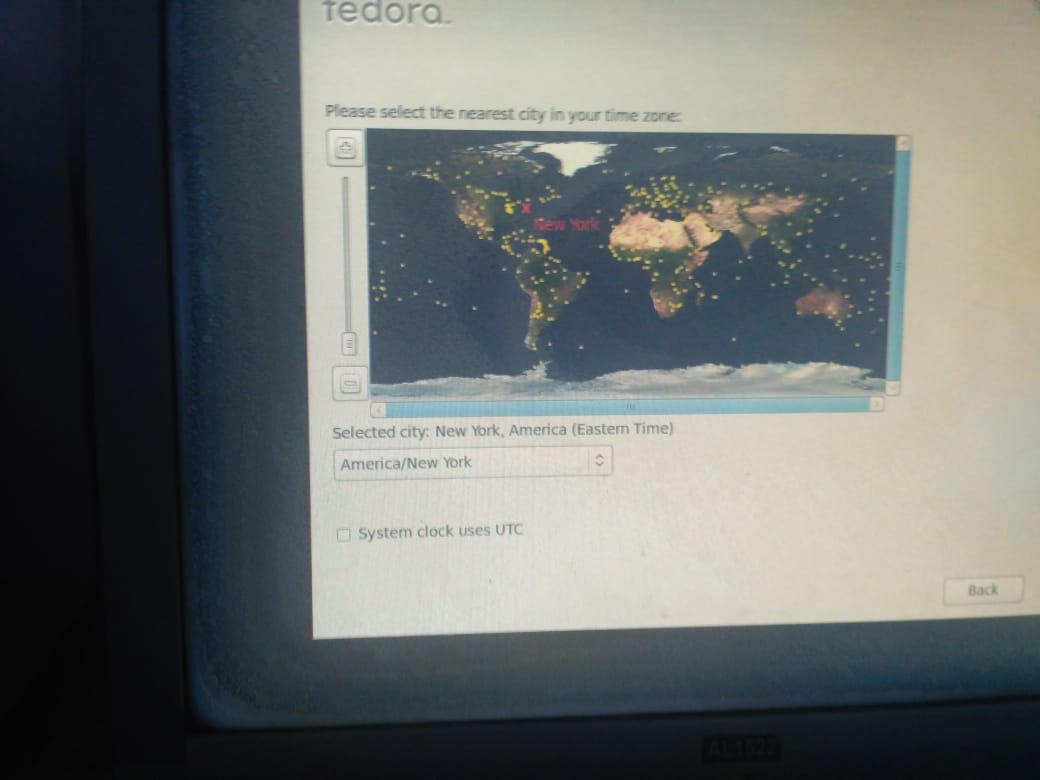 fedora
Please select the nearest city in your time zone:
New York
Selected city: New York, America (Eastern Time)
America/New York
System clock uses UTC
Back